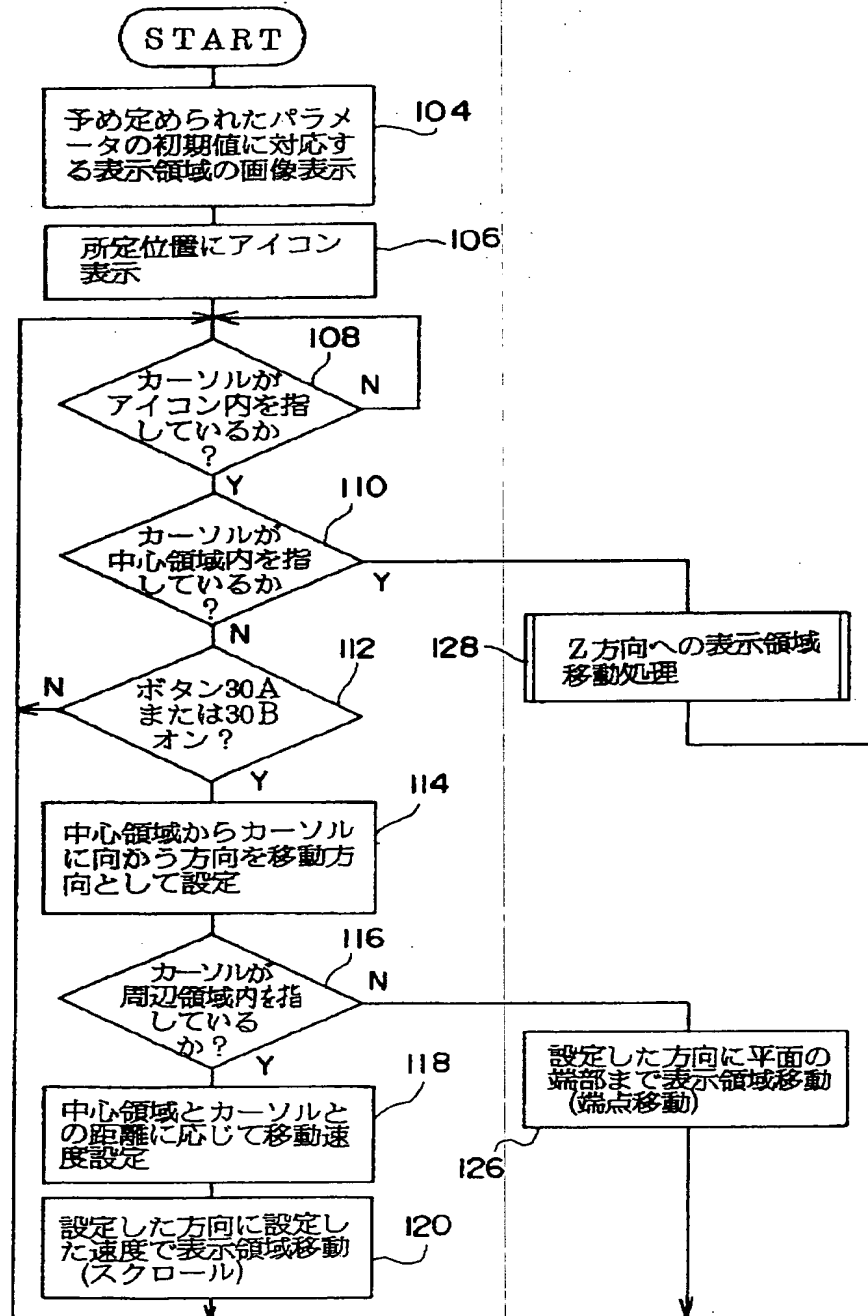 START
予め定められたパラメ
ータの初期値に対応す
る表示領域の画像表示
104
所定位置にアイコン
表示
106
108
カーソルが
アイコン内を指
しているか
?
N
Y
110
カーソルが
中心領域内を指
しているか
?
Y
N
128
Z方向への表示領域
移動処理
112
N
ボタン30A
または30B
オン?
Y
114
中心領域からカーソル
に向かう方向を移動方
向として設定
116
カーソルが
周辺領域内を指
している
か?
N
Y
設定した方向に平面の
端部まで表示領域移動
(端点移動)
126
118
中心領域とカーソルと
の距離に応じて移動速
度設定
120
設定した方向に設定し
た速度で表示領域移動
(スクロール)